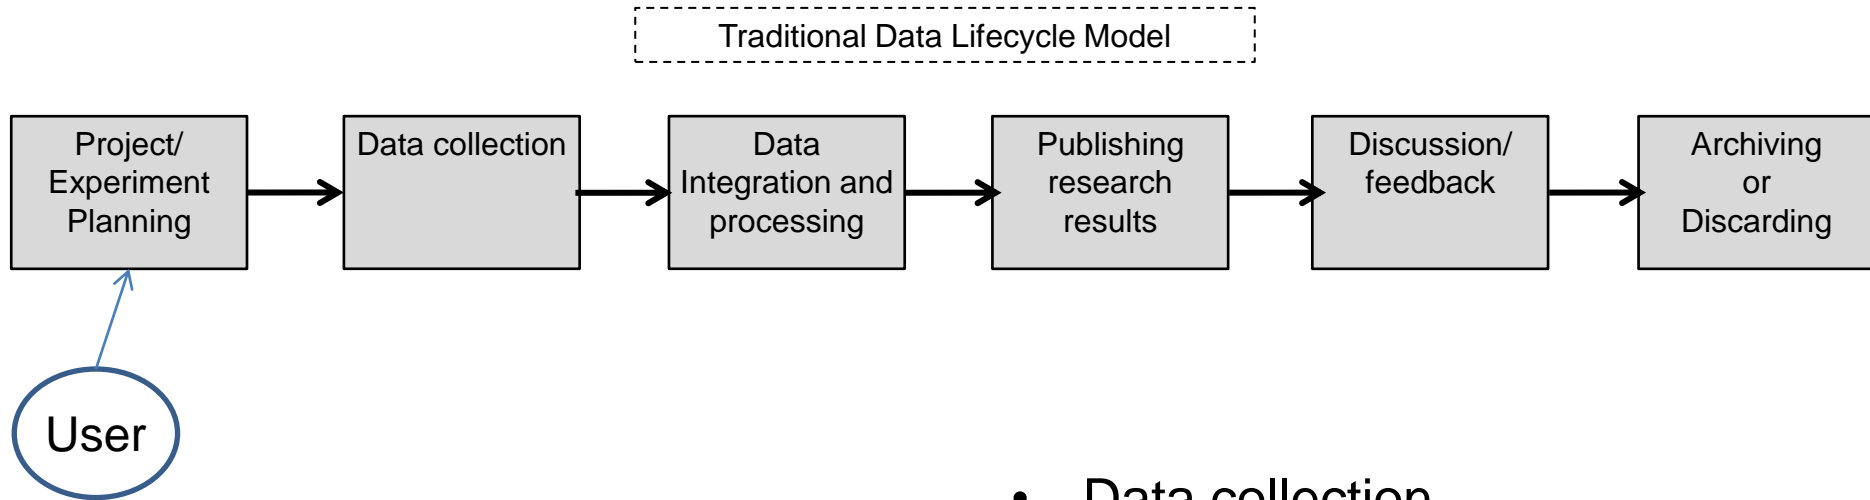 Traditional Data Lifecycle Model
Project/
Experiment
Planning
Data collection
Data
Integration and
processing
Publishing
research
results
Discussion/
feedback
Archiving
or
Discarding
User
• Data collection